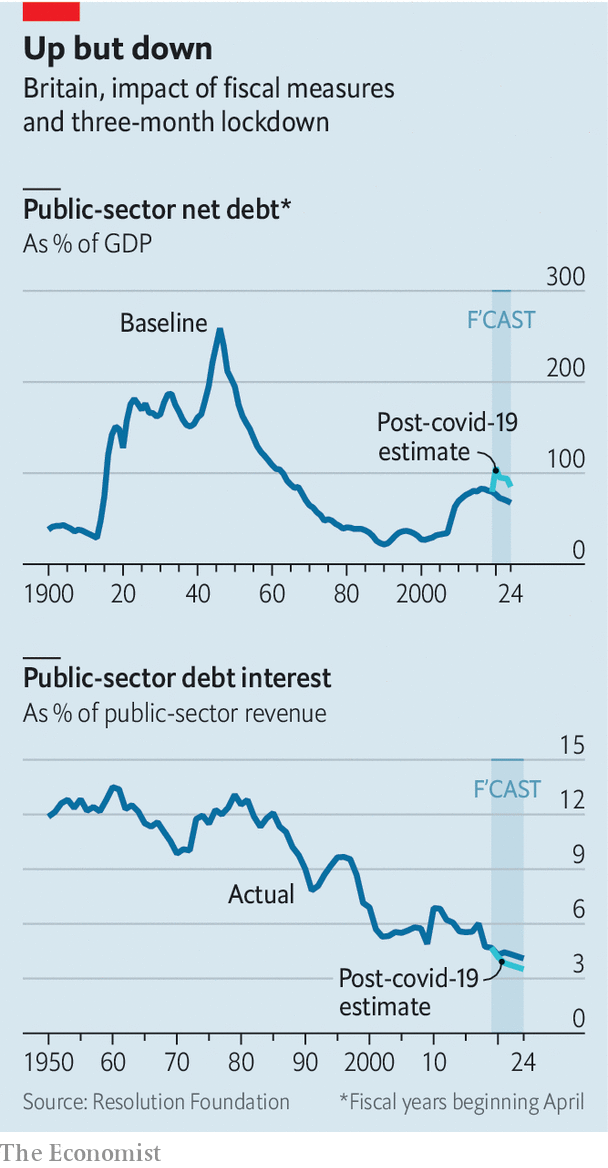 Up but down
Britain, impact of fiscal measures
and three-month lockdown
Public-sector net debt*
As % of GDP
300
Baseline
F’CAST
200
Post-covid-19
estimate
100
0
1900 20 40 60 80 2000 24
Public-sector debt interest
As % of public-sector revenue
15
F’CAST
12
9
Actual
6
Post-covid-19
estimate
3
0
1950 60 70 80 90 2000 10 24
Source: Resolution Foundation *Fiscal years beginning April
The Economist